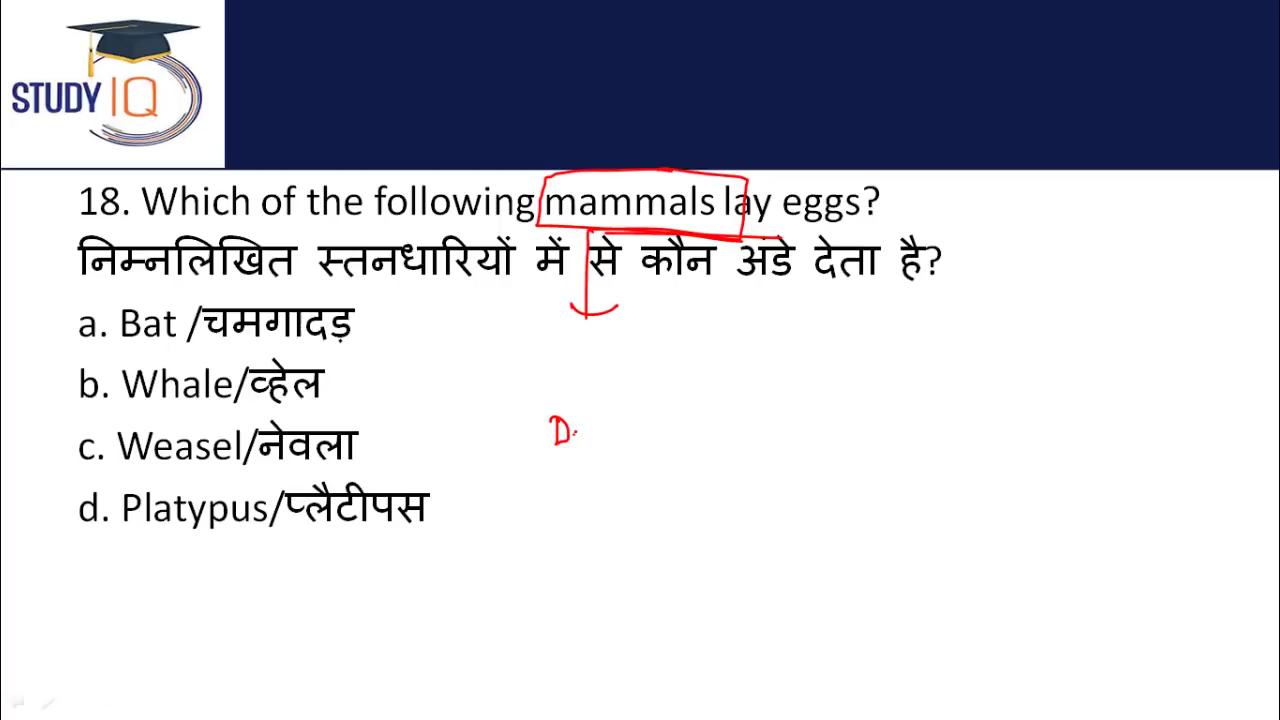 STUDY IQ
18. Which of the following mammals lay eggs?
निम्नलिखित स्तनधारियों में से कौन अंडे देता है?
a. Bat /चमगादड़
b. Whale/व्हेल
D
c. Weasel/नेवला
d. Platypus/प्लैटीपस